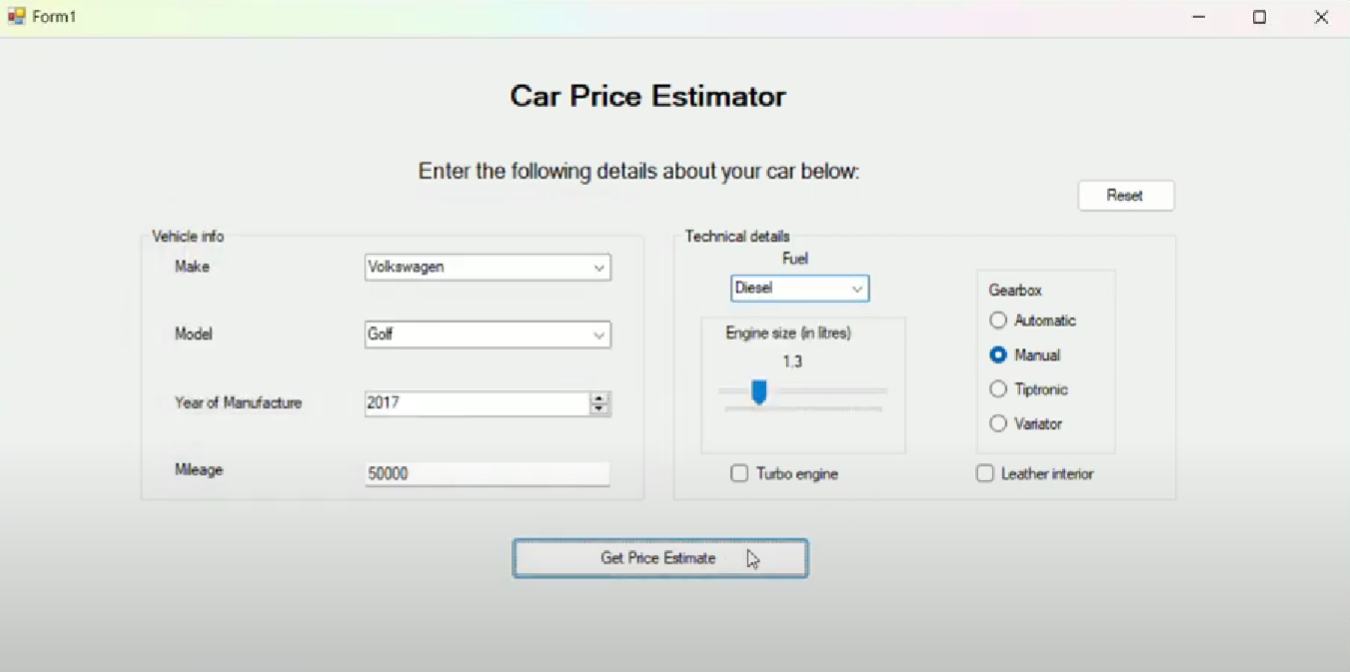 Form1
Car Price Estimator
Enter the following details about your car below:
Reset
Vehicle info
Make
Volkswagen
Model
Golf
Year of Manufacture
2017
Mileage
50000
Technical details
Fuel
Diesel
Engine size (in litres)
1.3
Turbo engine
Gearbox
Automatic
Manual
Tiptronic
Variator
Leather interior
Get Price Estimate